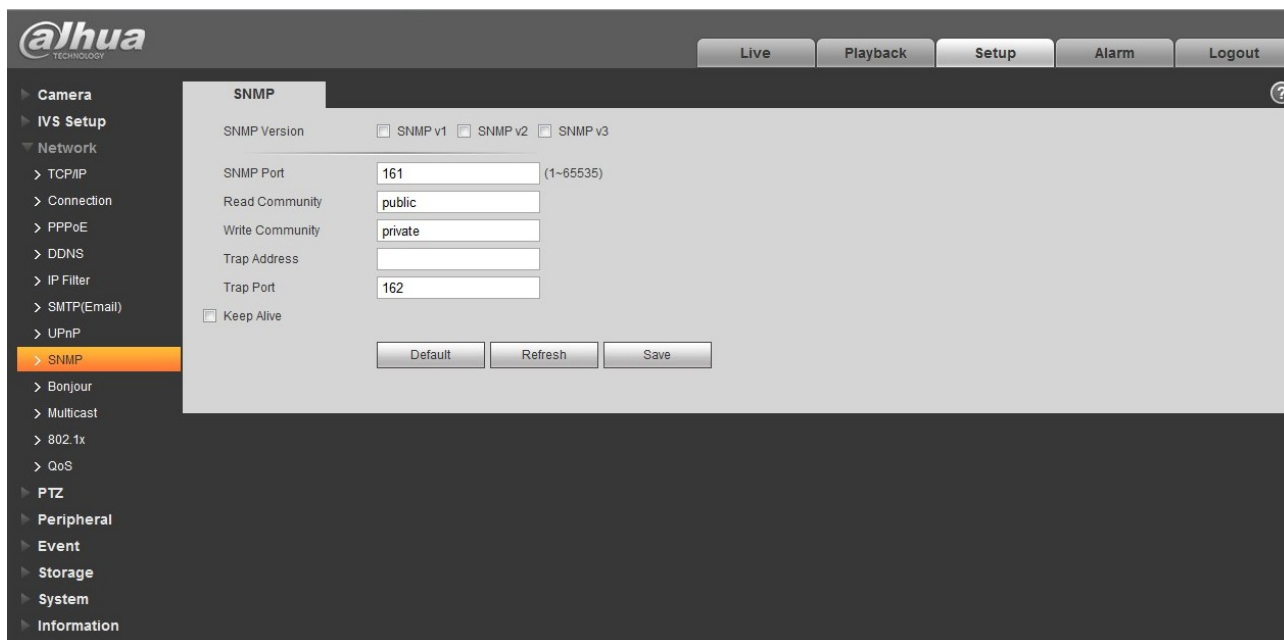 alhua
TECHNOLOGY
Live Playback Setup Alarm Logout
Camera
IVS Setup
Network
> TCP/IP
> Connection
> PPPoE
> DDNS
> IP Filter
> SMTP(Email)
> UPnP
> SNMP
> Bonjour
> Multicast
> 802.1x
> QoS
PTZ
Peripheral
Event
Storage
System
Information
SNMP
?
SNMP Version SNMP v1 SNMP v2 SNMP v3
SNMP Port 161 (1~65535)
Read Community public
Write Community private
Trap Address
Trap Port 162
Keep Alive
Default Refresh Save